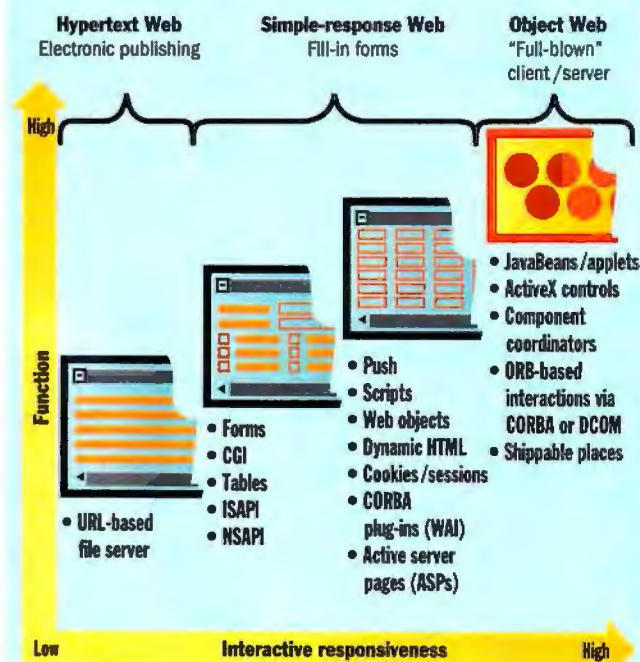 Hypertext Web
Electronic publishing
Simple-response Web
Fill-in forms
Object Web
"Full-blown"
client/server
High
Function
• URL-based
file server
• Forms
• CGI
• Tables
• ISAPI
• NSAPI
• Push
• Scripts
• Web objects
• Dynamic HTML
• Cookies/sessions
• CORBA
plug-ins (WAI)
• Active server
pages (ASPs)
• JavaBeans/applets
• ActiveX controls
• Component
coordinators
• ORB-based
interactions via
CORBA or DCOM
• Shippable places
Low
Interactive responsiveness
High